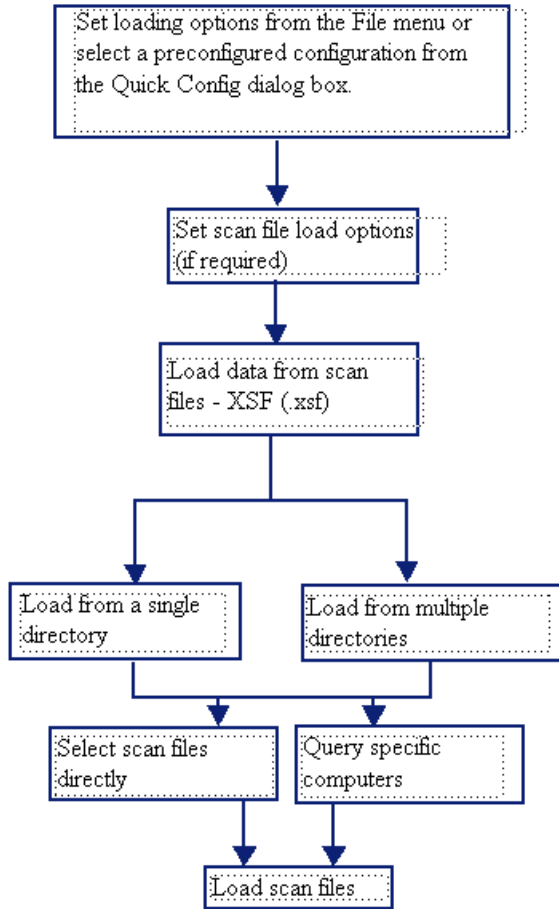 Set loading options from the File menu or
select a preconfigured configuration from
the Quick Config dialog box.
Set scan file load options
(if required)
Load data from scan
files - XSF (.xsf)
Load from a single
directory
Load from multiple
directories
Select scan files
directly
Query specific
computers
Load scan files